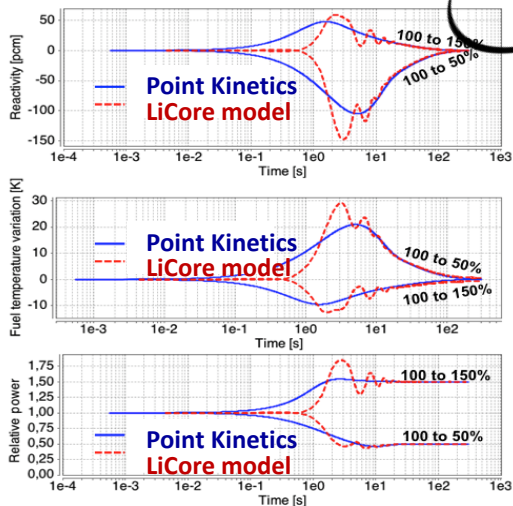 Reactivity [pcm]
50
0
-50
-100
-150
100 to 150%
100 to 50%
Point Kinetics
LiCore model
1e-4 1e-3 1e-2 1e-1 1e0 1e1 1e2 1e3
Time [s]
Fuel temperature variation [K]
30
20
10
0
-10
Point Kinetics
LiCore model
100 to 50%
100 to 150%
1e-3 1e-2 1e-1 1e0 1e1 1e2
Time [s]
Relative power
1,75
1,50
1,25
1,00
0,75
0,50
0,25
0,00
100 to 150%
Point Kinetics
100 to 50%
LiCore model
1e-4 1e-3 1e-2 1e-1 1e0 1e1 1e2 1e3
Time [s]